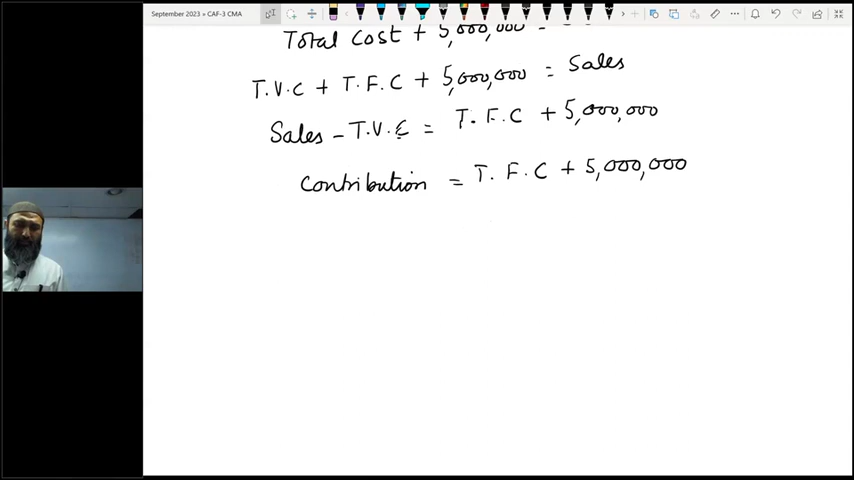 September 2023 » CAF-3 CMA
Total Cost + 5,000,000 =
T.V.C + T.F.C + 5,000,000 = Sales
Sales - T.V.C = T.F.C + 5,000,000
Contribution = T.F.C + 5,000,000